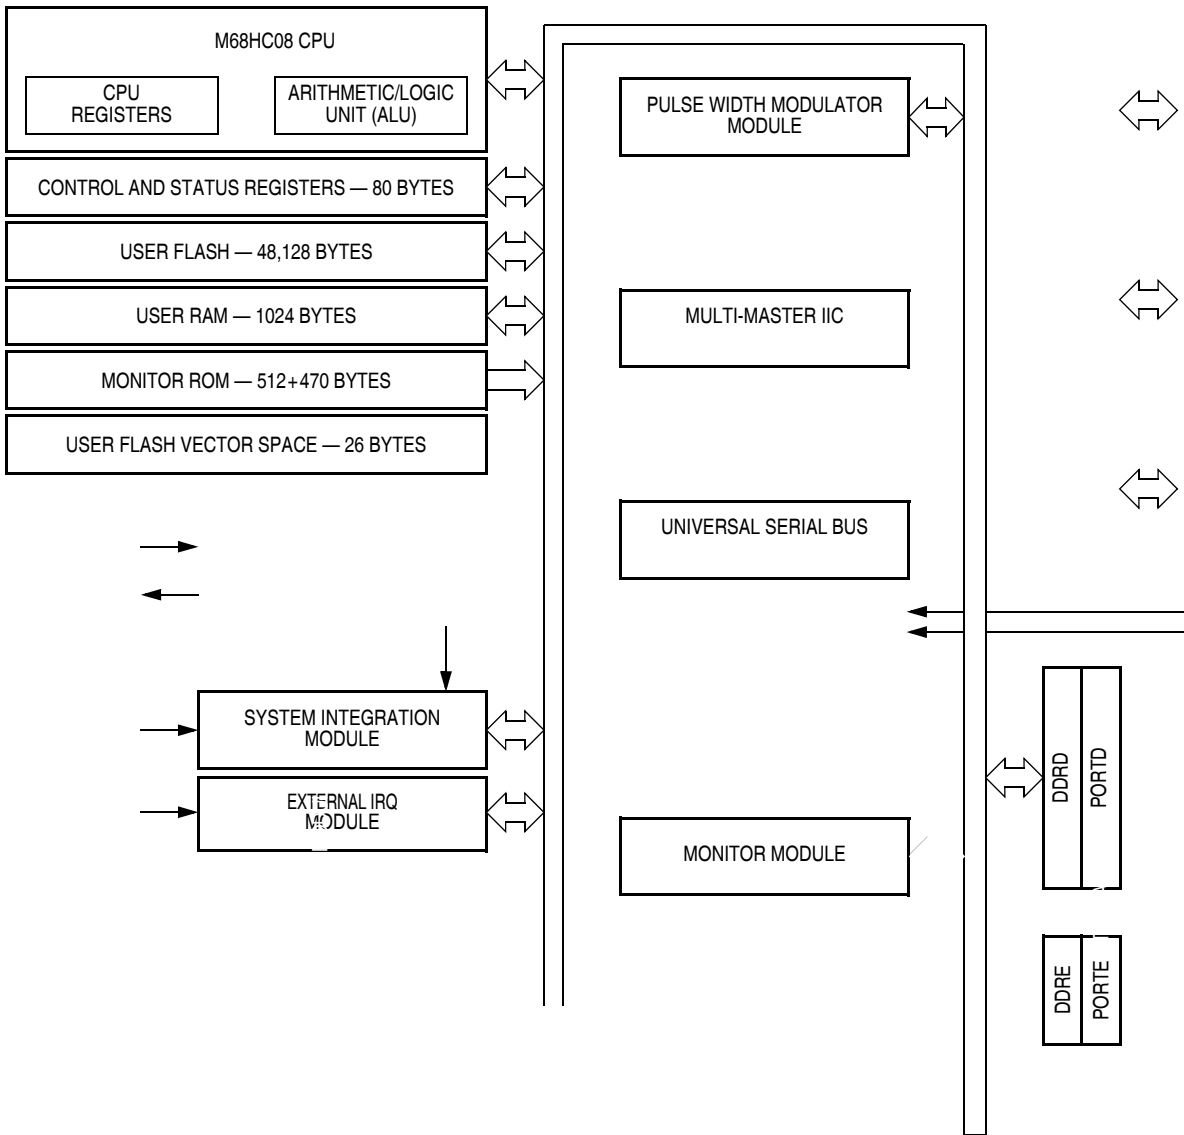 M68HC08 CPU
CPU
REGISTERS
ARITHMETIC/LOGIC
UNIT (ALU)
CONTROL AND STATUS REGISTERS — 80 BYTES
USER FLASH — 48,128 BYTES
USER RAM — 1024 BYTES
MONITOR ROM — 512+470 BYTES
USER FLASH VECTOR SPACE — 26 BYTES
SYSTEM INTEGRATION
MODULE
EXTERNAL IRQ
MODULE
PULSE WIDTH MODULATOR
MODULE
MULTI-MASTER IIC
UNIVERSAL SERIAL BUS
MONITOR MODULE
DDRD
PORTD
DDRE
PORTE